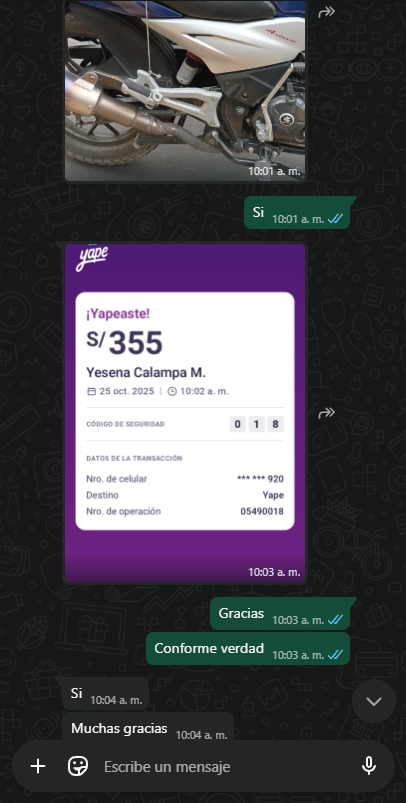 10:01 a. m.
Si 10:01 a. m.
yape
¡Yapeaste!
S/355
Yesena Calampa M.
25 oct. 2025 | 10:02 a. m.
CÓDIGO DE SEGURIDAD 0 1 8
DATOS DE LA TRANSACCIÓN
Nro. de celular *** *** 920
Destino Yape
Nro. de operación 05490018
10:03 a. m.
Gracias 10:03 a. m.
Conforme verdad 10:03 a. m.
Si 10:04 a. m.
Muchas gracias 10:04 a. m.
Escribe un mensaje